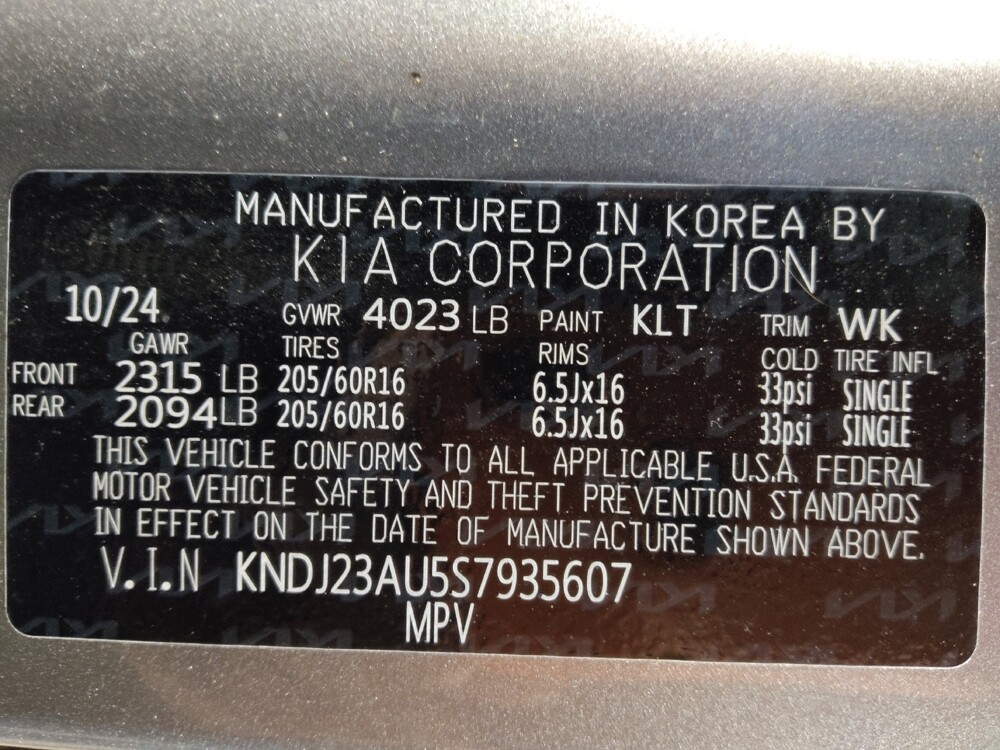 MANUFACTURED IN KOREA BY
KIA CORPORATION
10/24 GVWR 4023 LB PAINT KLT TRIM WK
GAWR TIRES RIMS COLD TIRE INFL.
FRONT 2315 LB 205/60R16 6.5Jx16 33psi SINGLE
REAR 2094 LB 205/60R16 6.5Jx16 33psi SINGLE
THIS VEHICLE CONFORMS TO ALL APPLICABLE U.S.A. FEDERAL
MOTOR VEHICLE SAFETY AND THEFT PREVENTION STANDARDS
IN EFFECT ON THE DATE OF MANUFACTURE SHOWN ABOVE.
V.I.N KNDJ23AU5S7935607
MPV